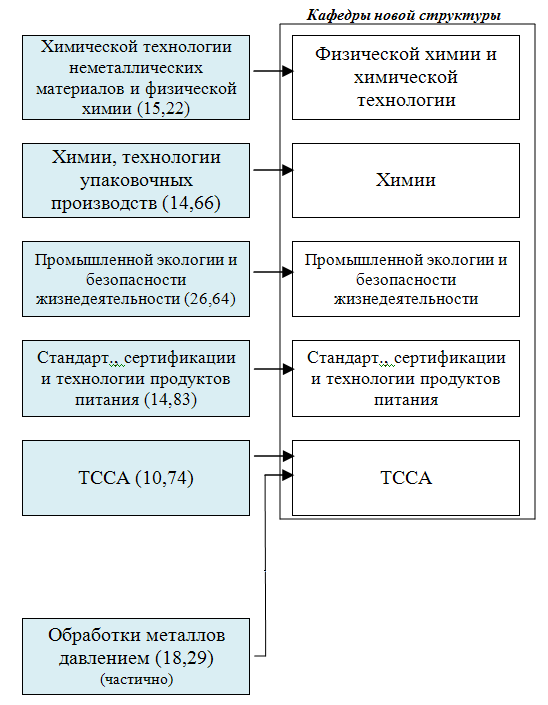 Кафедры новой структуры
Химической технологии
неметаллических
материалов и физической
химии (15,22)
Физической химии и
химической
технологии
Химии, технологии
упаковочных
производств (14,66)
Химии
Промышленной экологии и
безопасности
жизнедеятельности (26,64)
Промышленной экологии и
безопасности
жизнедеятельности
Стандарт., сертификации
и технологии продуктов
питания (14,83)
Стандарт., сертификации
и технологии продуктов
питания
ТССА (10,74)
ТССА
Обработки металлов
давлением (18,29)
(частично)